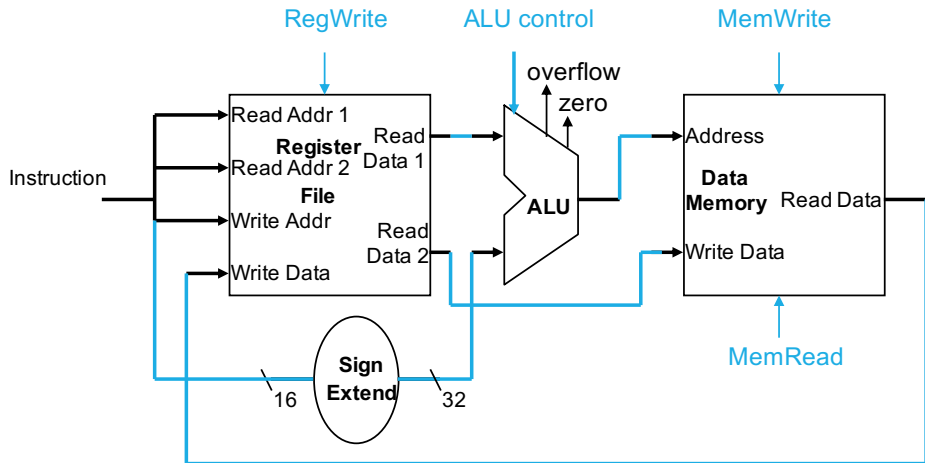 RegWrite
ALU control
MemWrite
overflow
zero
Read Addr 1
Read
Data 1
Register
Read Addr 2
File
Instruction
Write Addr
Read
Data 2
Write Data
ALU
Address
Data
Memory
Read Data
Write Data
MemRead
Sign
Extend
16
32